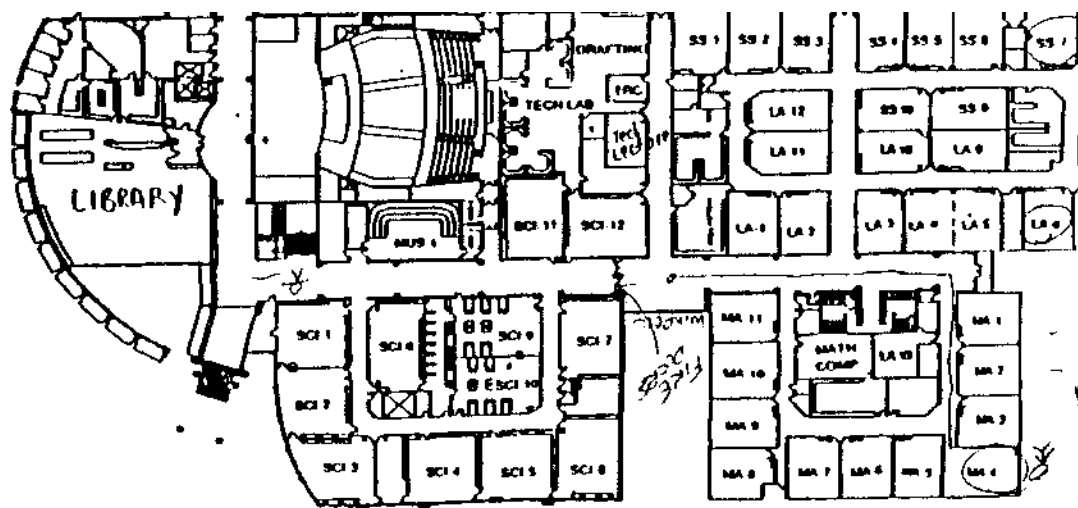 DRAFTING
SS 1
SS 2
SS 3
SS 4
SS 5
SS 6
SS 7
TECH LAB
LA 12
SS 10
SS 9
LA 11
LA 10
LA 9
LIBRARY
MUS 1
SCI 11
SCI 12
LA 1
LA 2
LA 3
LA 4
LA 5
LA 6
SCI 1
SCI 8
SCI 9
SCI 7
MA 11
MA 1
MATH
COMP
LA 13
SCI 2
SCI 10
FIRE
DOORS
MA 10
MA 2
MA 9
MA 3
SCI 3
SCI 4
SCI 5
SCI 6
MA 8
MA 7
MA 6
MA 5
MA 4